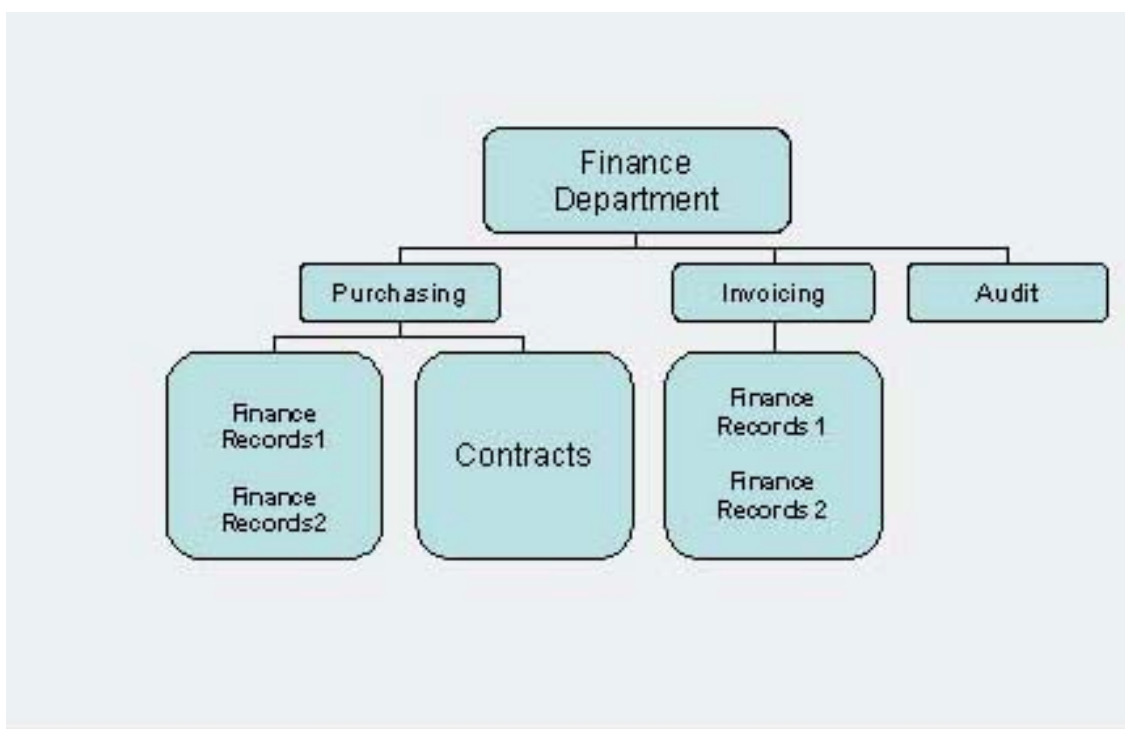 Finance
Department
Purchasing
Invoicing
Audit
Finance
Records1
Finance
Records2
Contracts
Finance
Records 1
Finance
Records 2